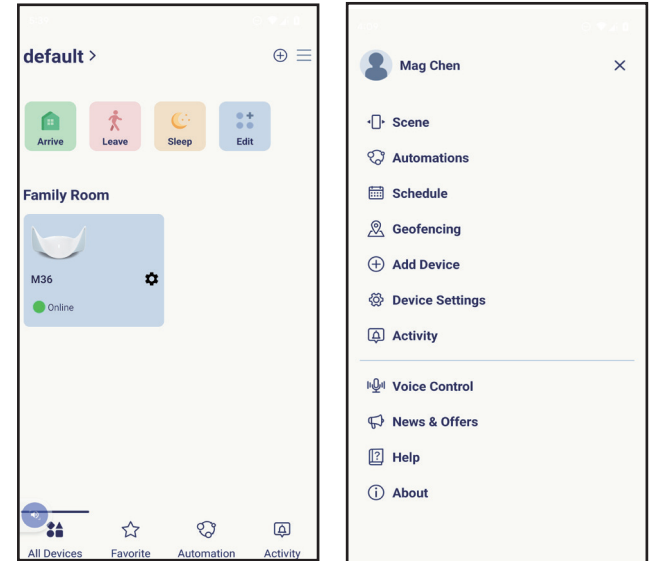 default >
Arrive
Leave
Sleep
Edit
Family Room
M36
Online
All Devices
Favorite
Automation
Activity
Mag Chen
Scene
Automations
Schedule
Geofencing
Add Device
Device Settings
Activity
Voice Control
News & Offers
Help
About